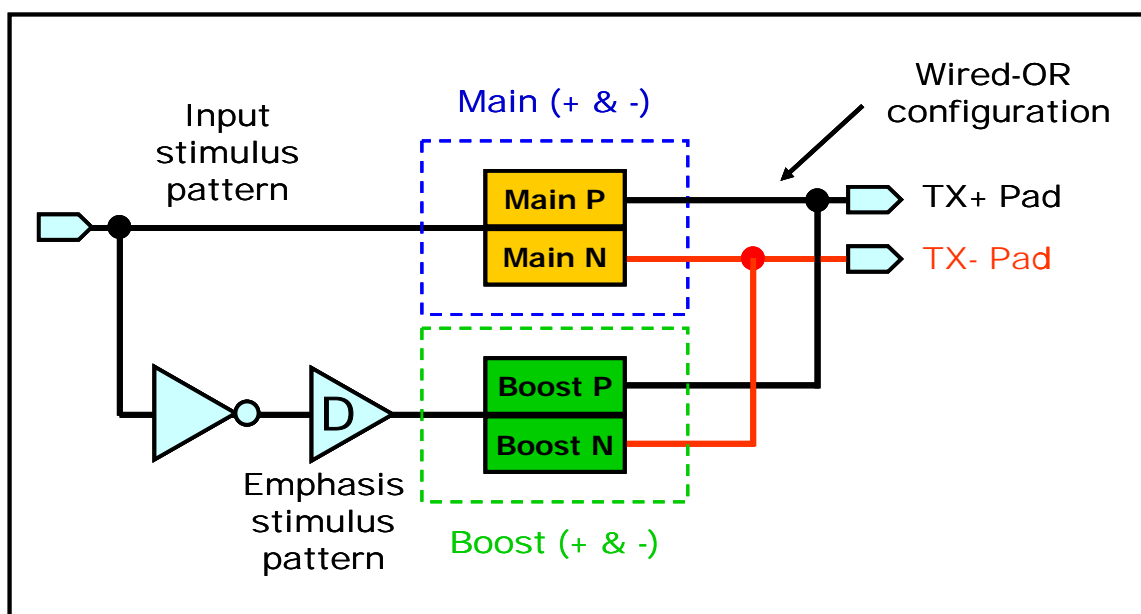 Input
stimulus
pattern
Main (+ & -)
Wired-OR
configuration
Main P
Main N
TX+ Pad
TX- Pad
Boost P
Boost N
D
Emphasis
stimulus
pattern
Boost (+ & -)